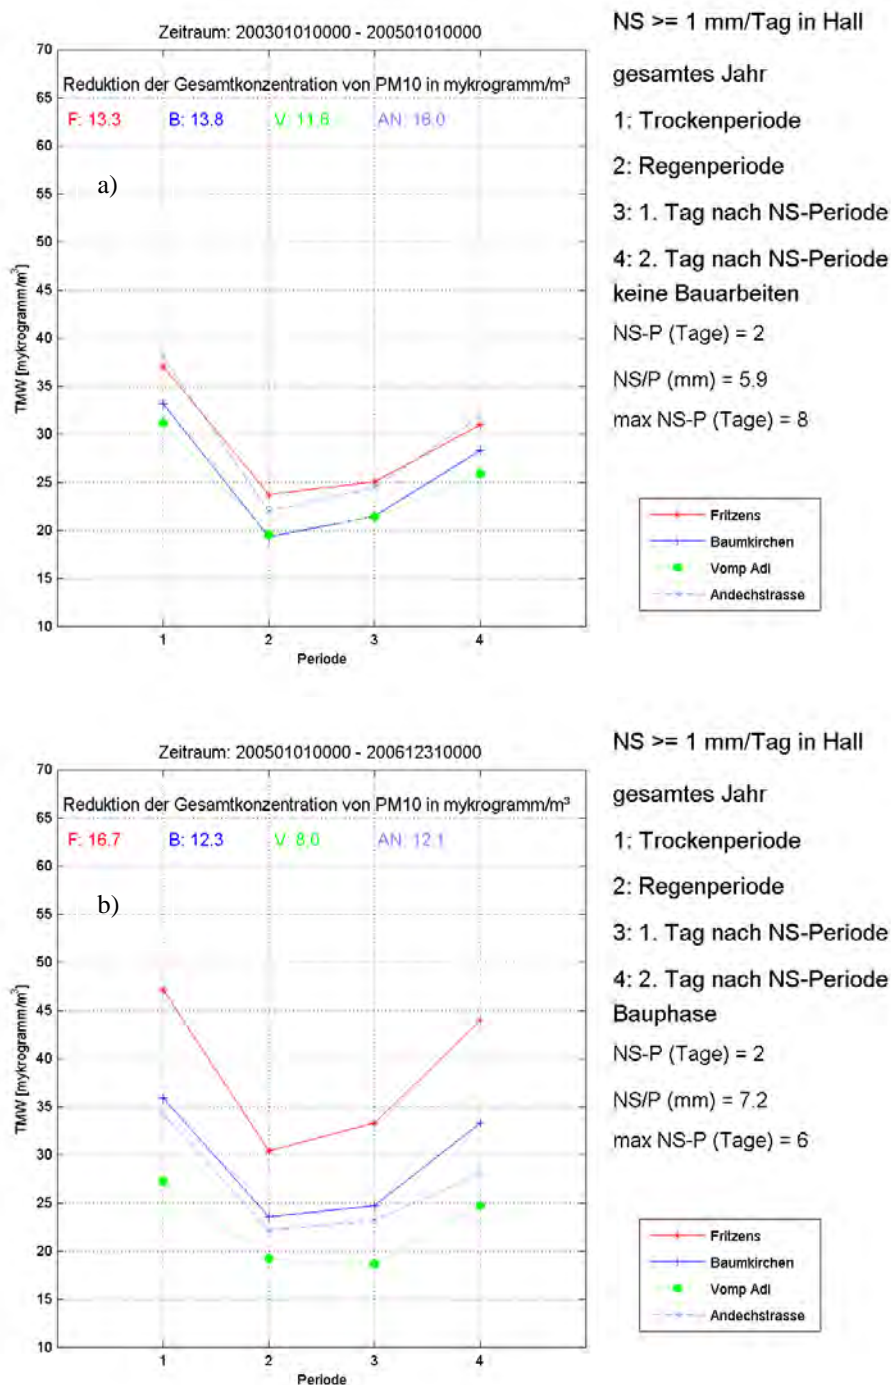 Zeitraum: 200301010000 - 200501010000
Reduktion der Gesamtkonzentration von PM10 in mykrogramm/m³
F: 13.3 B: 13.8 V: 11.6 AN: 16.0
a)
70
65
60
55
50
45
40
35
30
25
20
15
10
TMW [mykrogramm/m³]
1 2 3 4
Periode
NS >= 1 mm/Tag in Hall
gesamtes Jahr
1: Trockenperiode
2: Regenperiode
3: 1. Tag nach NS-Periode
4: 2. Tag nach NS-Periode
keine Bauarbeiten
NS-P (Tage) = 2
NS/P (mm) = 5.9
max NS-P (Tage) = 8
Fritzens
Baumkirchen
Vomp Adl
Andechstrasse
Zeitraum: 200501010000 - 200612310000
Reduktion der Gesamtkonzentration von PM10 in mykrogramm/m³
F: 16.7 B: 12.3 V: 8.0 AN: 12.1
b)
70
65
60
55
50
45
40
35
30
25
20
15
10
TMW [mykrogramm/m³]
1 2 3 4
Periode
NS >= 1 mm/Tag in Hall
gesamtes Jahr
1: Trockenperiode
2: Regenperiode
3: 1. Tag nach NS-Periode
4: 2. Tag nach NS-Periode
Bauphase
NS-P (Tage) = 2
NS/P (mm) = 7.2
max NS-P (Tage) = 6
Fritzens
Baumkirchen
Vomp Adl
Andechstrasse